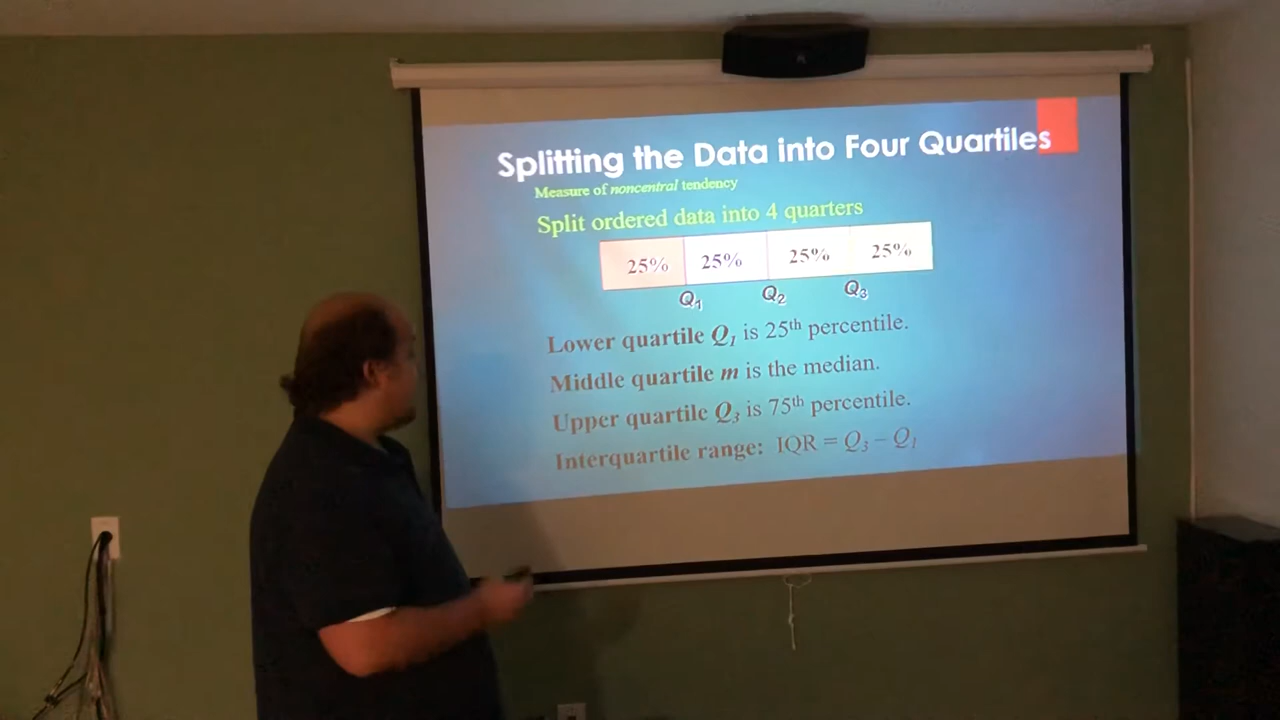 Splitting the Data into Four Quartiles
Measure of noncentral tendency
Split ordered data into 4 quarters
25% 25% 25% 25%
Q1 Q2 Q3
Lower quartile Q1 is 25th percentile.
Middle quartile m is the median.
Upper quartile Q3 is 75th percentile.
Interquartile range: IQR = Q3 – Q1